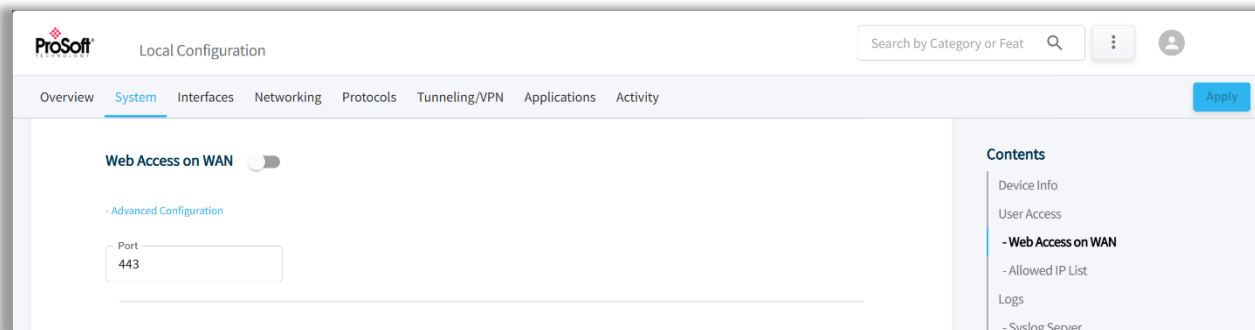 ProSoft
TECHNOLOGY
Local Configuration
Search by Category or Feat
Overview System Interfaces Networking Protocols Tunneling/VPN Applications Activity
Apply
Web Access on WAN
- Advanced Configuration
Port
443
Contents
Device Info
User Access
- Web Access on WAN
- Allowed IP List
Logs
- Syslog Server